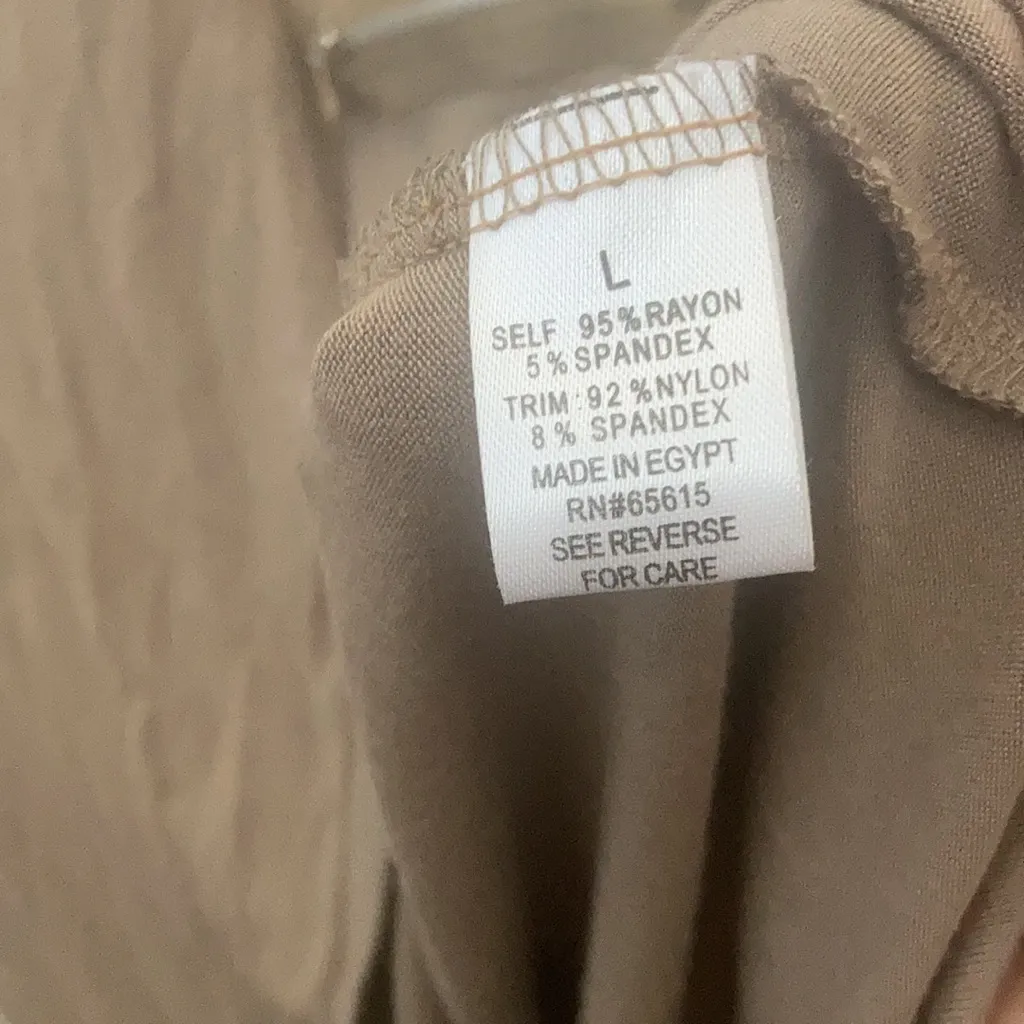 L
SELF 95%RAYON
5%SPANDEX
TRIM:92%NYLON
8% SPANDEX
MADE IN EGYPT
RN#65615
SEE REVERSE
FOR CARE